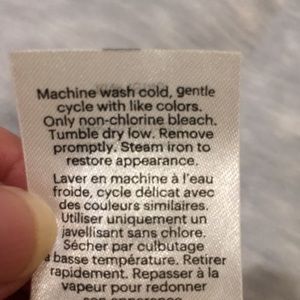 Machine wash cold, gentle
cycle with like colors.
Only non-chlorine bleach.
Tumble dry low. Remove
promptly. Steam iron to
restore appearance.
Laver en machine à l'eau
froide, cycle délicat avec
des couleurs similaires.
Utiliser uniquement un
javellisant sans chlore.
Sécher par culbutage
à basse température. Retirer
rapidement. Repasser à la
vapeur pour redonner
son apparence